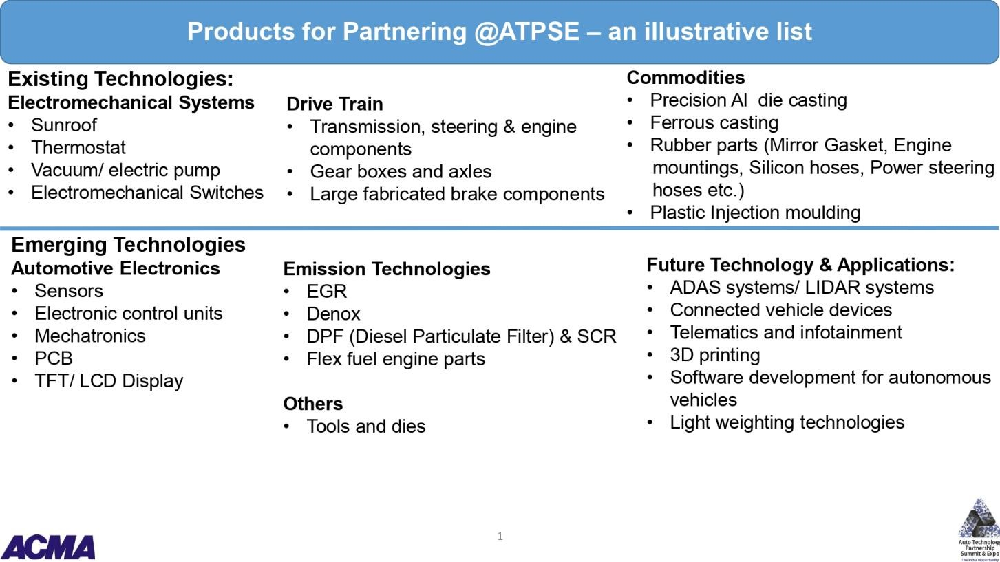 Products for Partnering @ATPSE – an illustrative list
Existing Technologies:
Electromechanical Systems
• Sunroof
• Thermostat
• Vacuum/ electric pump
• Electromechanical Switches
Drive Train
• Transmission, steering & engine
components
• Gear boxes and axles
• Large fabricated brake components
Commodities
• Precision Al  die casting
• Ferrous casting
• Rubber parts (Mirror Gasket, Engine
mountings, Silicon hoses, Power steering
hoses etc.)
• Plastic Injection moulding
Emerging Technologies
Automotive Electronics
• Sensors
• Electronic control units
• Mechatronics
• PCB
• TFT/ LCD Display
Emission Technologies
• EGR
• Denox
• DPF (Diesel Particulate Filter) & SCR
• Flex fuel engine parts
Others
• Tools and dies
Future Technology & Applications:
• ADAS systems/ LIDAR systems
• Connected vehicle devices
• Telematics and infotainment
• 3D printing
• Software development for autonomous
vehicles
• Light weighting technologies
ACMA
1
Auto Technology
Partnership
Summit & Expo
The India Opportunity